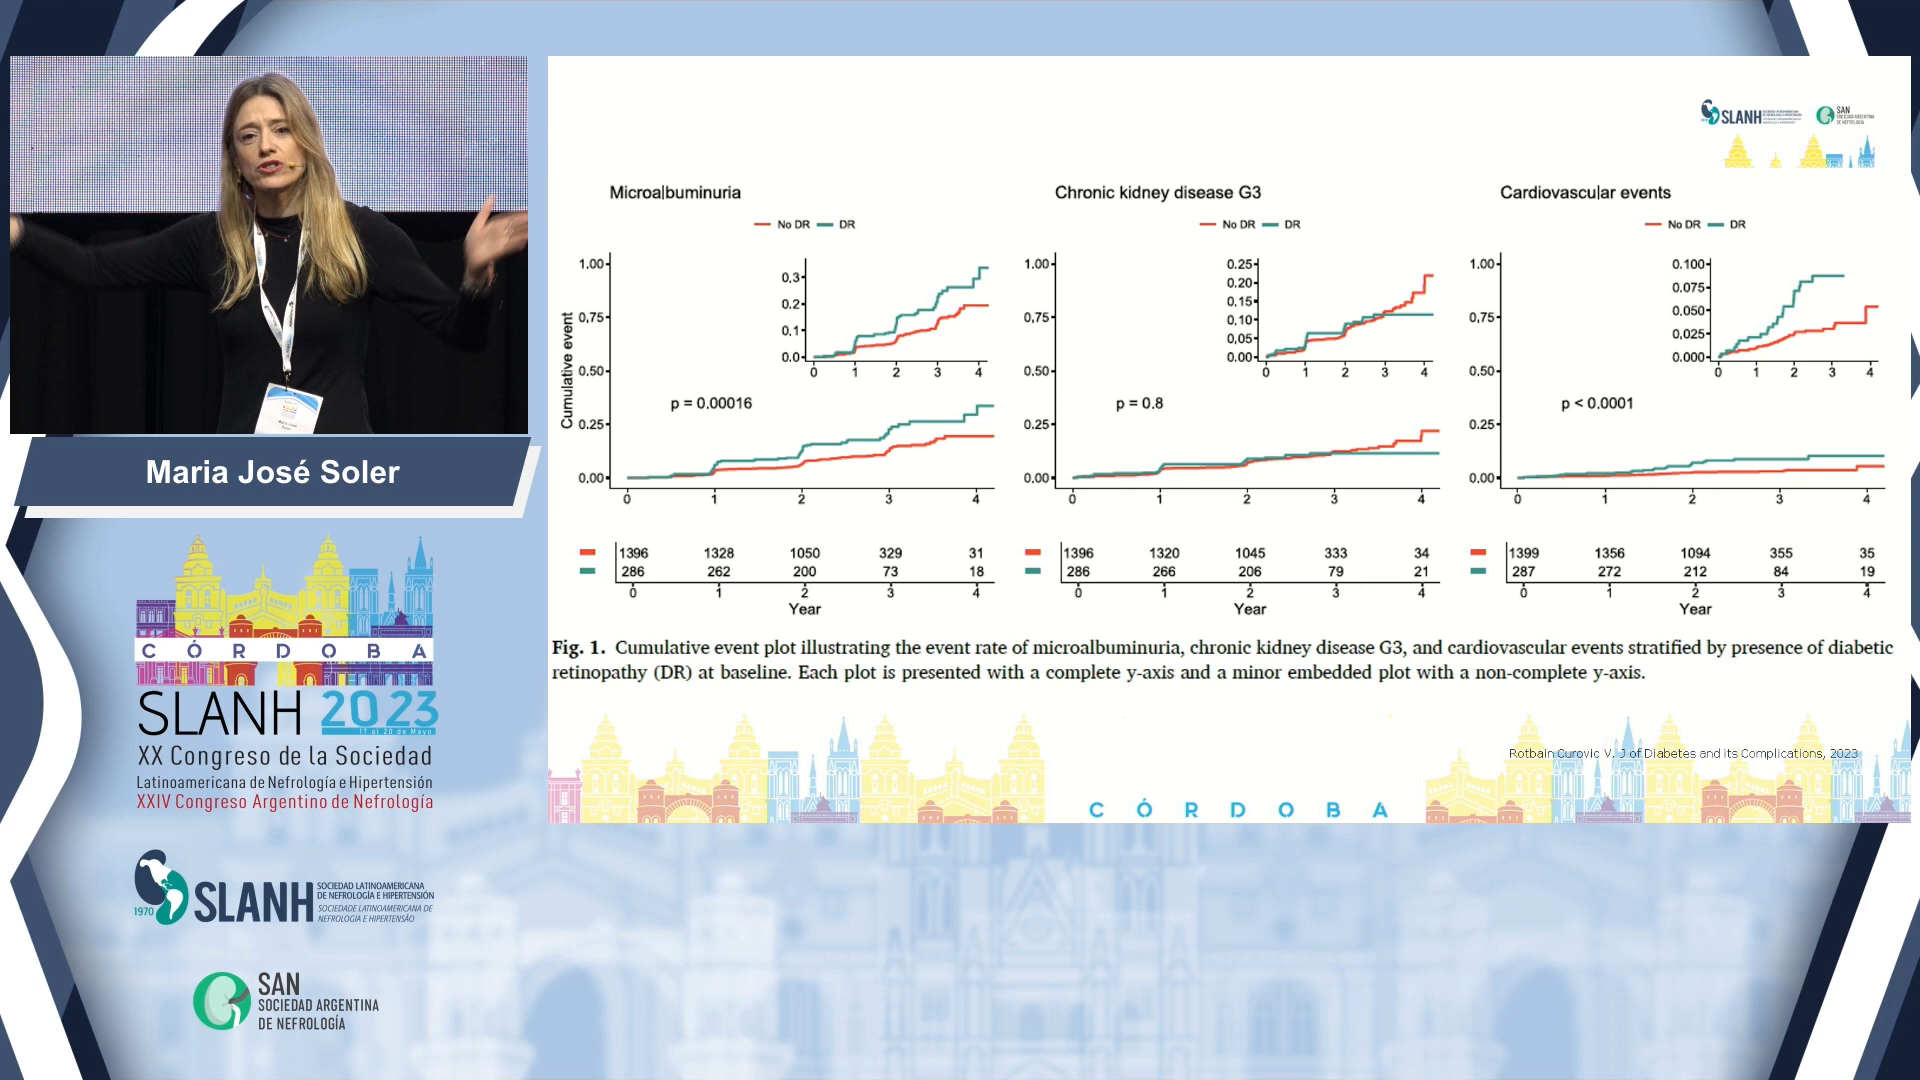 Maria José Soler
CÓRDOBA
SLANH 2023
17 al 20 de Mayo
XX Congreso de la Sociedad
Latinoamericana de Nefrología e Hipertensión
XXIV Congreso Argentino de Nefrología
1970
SLANH
SOCIEDAD LATINOAMERICANA
DE NEFROLOGÍA E HIPERTENSIÓN
SOCIEDADE LATINOAMERICANA DE
NEFROLOGIA E HIPERTENSÃO
SAN
SOCIEDAD ARGENTINA
DE NEFROLOGÍA
SLANH
SAN
SOCIEDAD ARGENTINA
DE NEFROLOGÍA
Microalbuminuria
No DR DR
Cumulative event
1.00
0.75
0.50
0.25
0.00
0.3
0.2
0.1
0.0
0 1 2 3 4
p = 0.00016
0 1 2 3 4
1396 1328 1050 329 31
286 262 200 73 18
0 1 2 3 4
Year
Chronic kidney disease G3
No DR DR
1.00
0.75
0.50
0.25
0.00
0.25
0.20
0.15
0.10
0.05
0.00
0 1 2 3 4
p = 0.8
0 1 2 3 4
1396 1320 1045 333 34
286 266 206 79 21
0 1 2 3 4
Year
Cardiovascular events
No DR DR
1.00
0.75
0.50
0.25
0.00
0.100
0.075
0.050
0.025
0.000
0 1 2 3 4
p < 0.0001
0 1 2 3 4
1399 1356 1094 355 35
287 272 212 84 19
0 1 2 3 4
Year
Fig. 1. Cumulative event plot illustrating the event rate of microalbuminuria, chronic kidney disease G3, and cardiovascular events stratified by presence of diabetic
retinopathy (DR) at baseline. Each plot is presented with a complete y-axis and a minor embedded plot with a non-complete y-axis.
Rotbain Curovic V. J of Diabetes and its Complications, 2023
CÓRDOBA